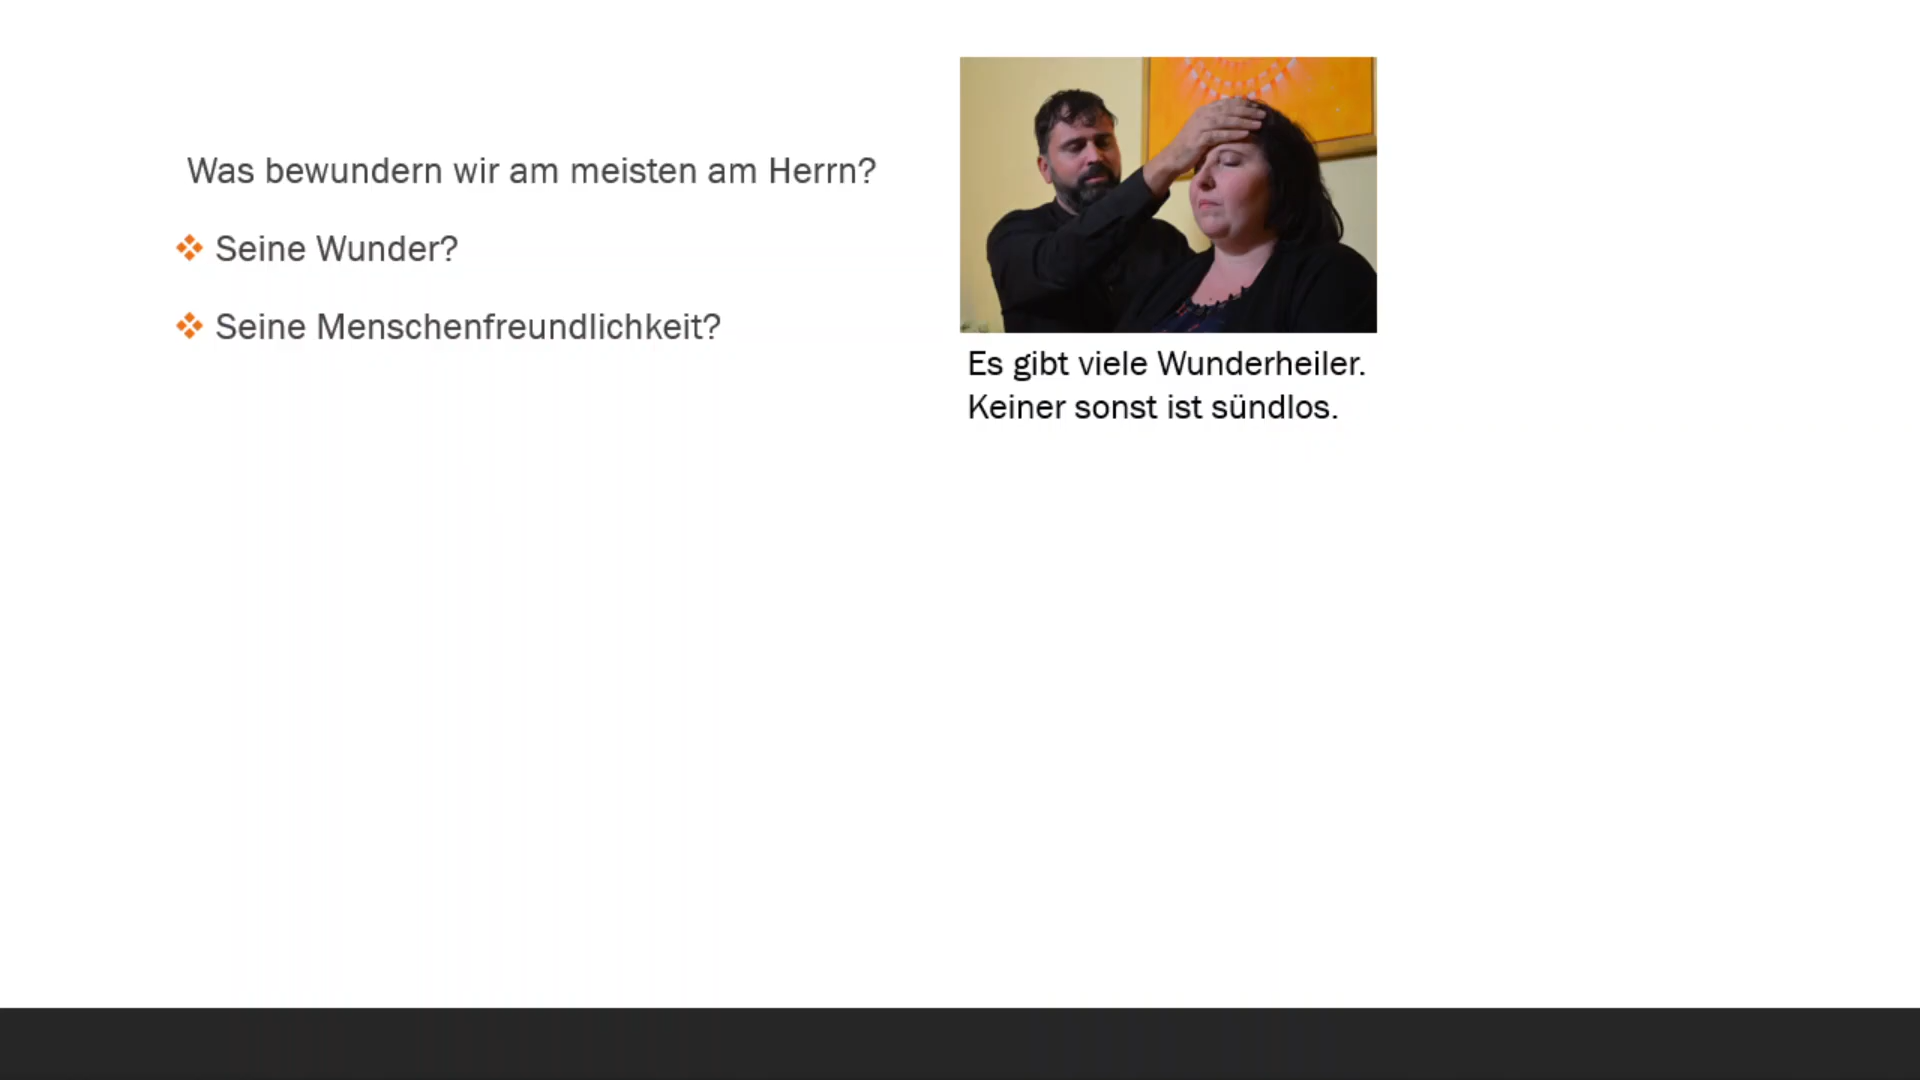 Was bewundern wir am meisten am Herrn?
Seine Wunder?
Seine Menschenfreundlichkeit?
Es gibt viele Wunderheiler.
Keiner sonst ist sündlos.